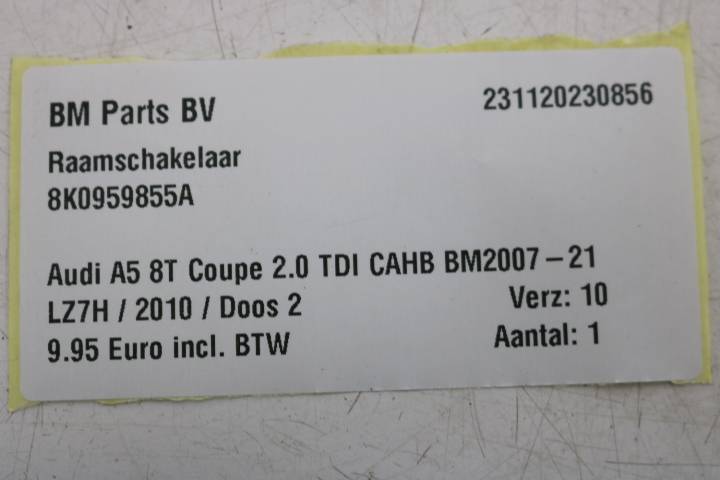 BM Parts BV 231120230856
Raamschakelaar
8K0959855A
Audi A5 8T Coupe 2.0 TDI CAHB BM2007-21
LZ7H / 2010 / Doos 2 Verz: 10
9.95 Euro incl. BTW Aantal: 1